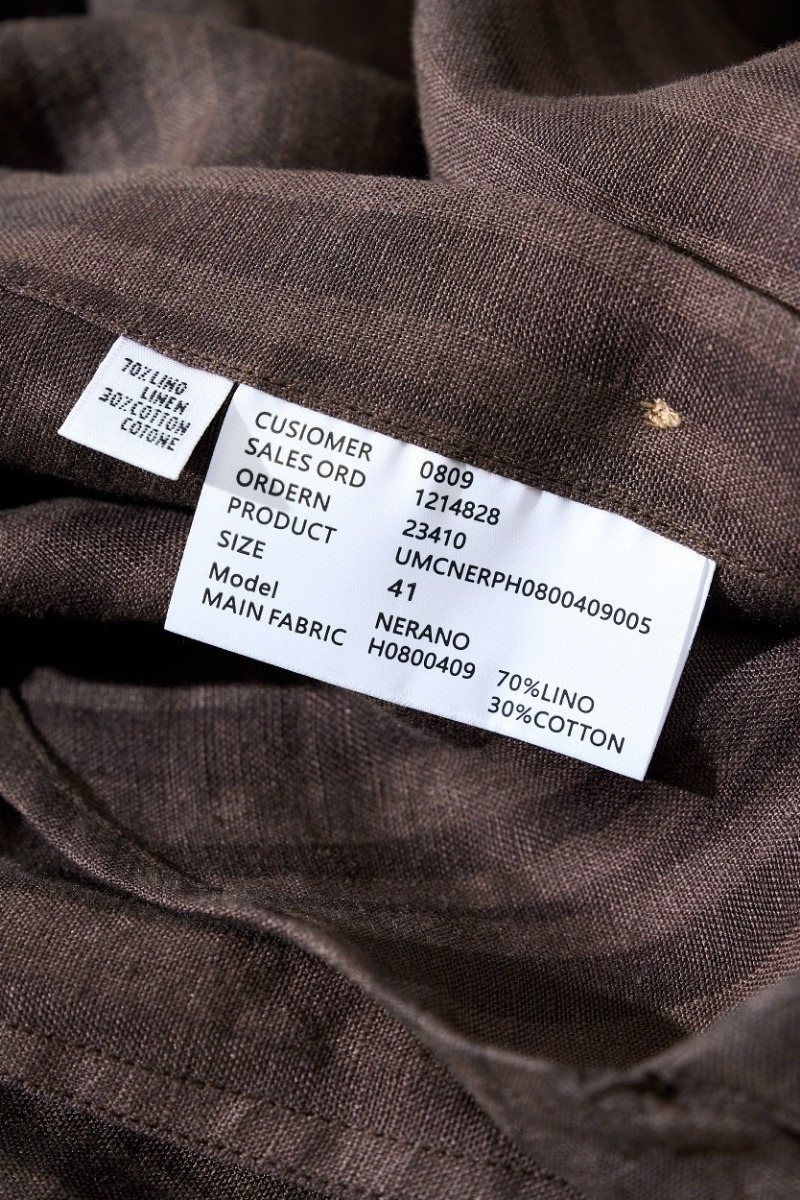 70%LINO
LINEN
30%COTTON
COTONE
CUSIOMER 0809
SALES ORD 1214828
ORDERN 23410
PRODUCT UMCNERPH0800409005
SIZE 41
Model NERANO
MAIN FABRIC H0800409 70%LINO
30%COTTON